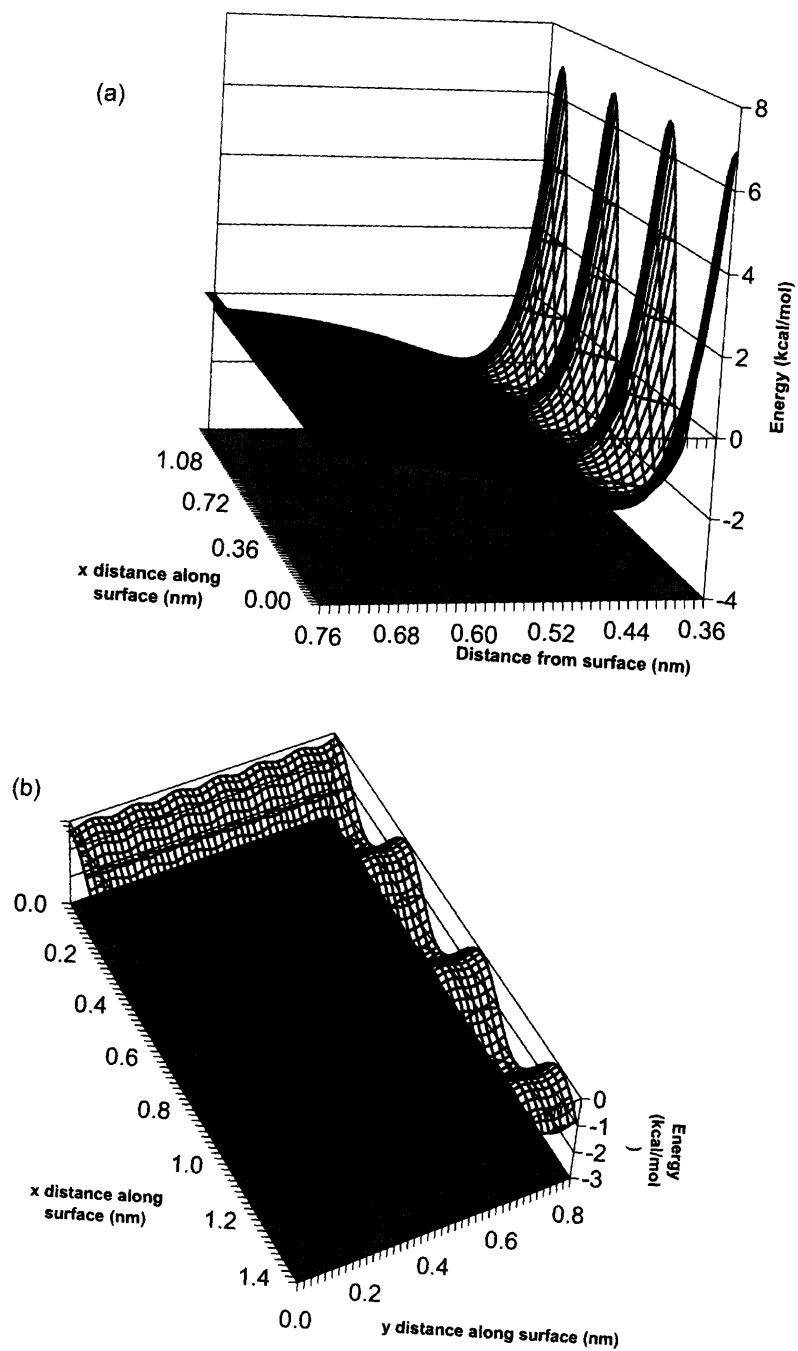 (a)
8
6
4
2
0
-2
-4
Energy (kcal/mol)
1.08
0.72
0.36
0.00
x distance along
surface (nm)
0.76 0.68 0.60 0.52 0.44 0.36
Distance from surface (nm)
(b)
0.0
0.2
0.4
0.6
0.8
1.0
1.2
1.4
x distance along
surface (nm)
0
-1
-2
-3
Energy
(kcal/mol
)
0.0 0.2 0.4 0.6 0.8
y distance along surface (nm)